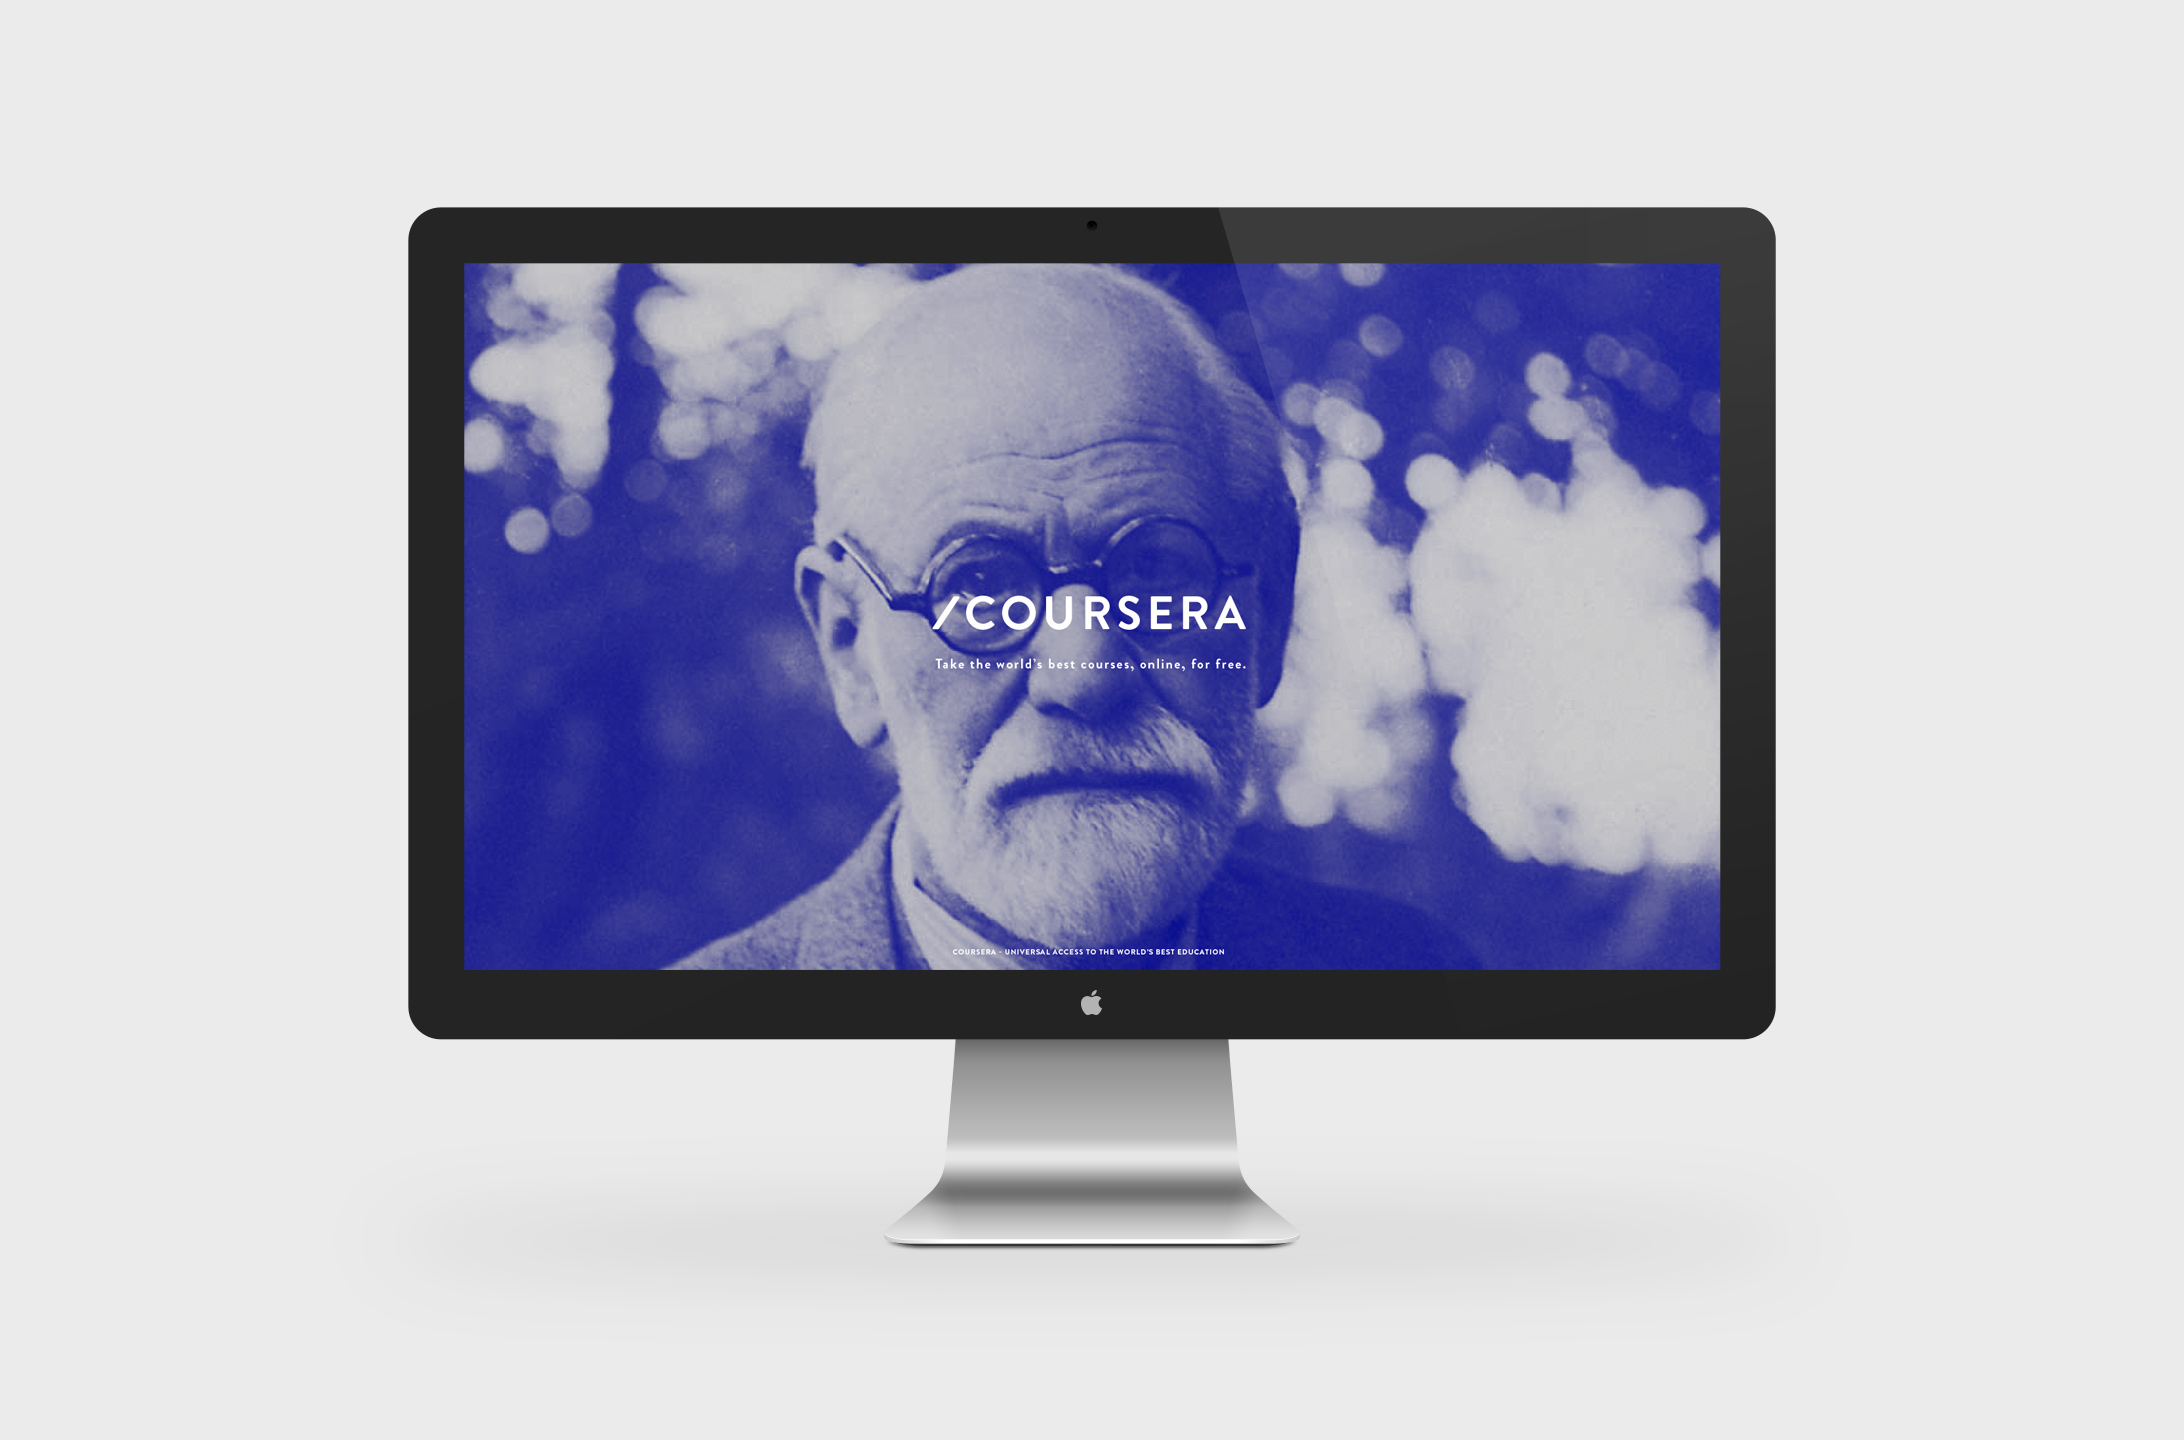 /COURSERA
Take the world's best courses, online, for free.
COURSERA - UNIVERSAL ACCESS TO THE WORLD'S BEST EDUCATION